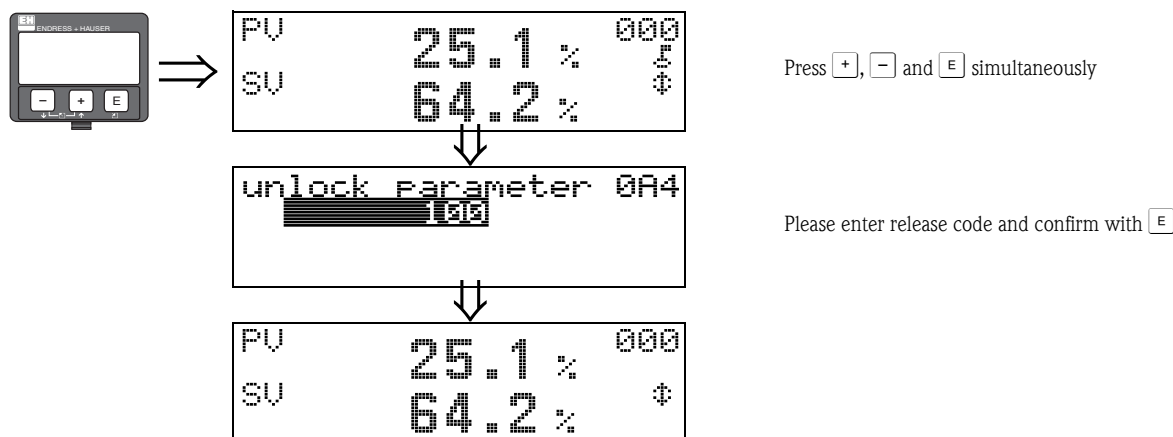 EH ENDRESS + HAUSER
- + E
PV 25.1 % 000
SV 64.2 %
Press +, - and E simultaneously
unlock parameter 0A4
100
Please enter release code and confirm with E
PV 25.1 % 000
SV 64.2 %